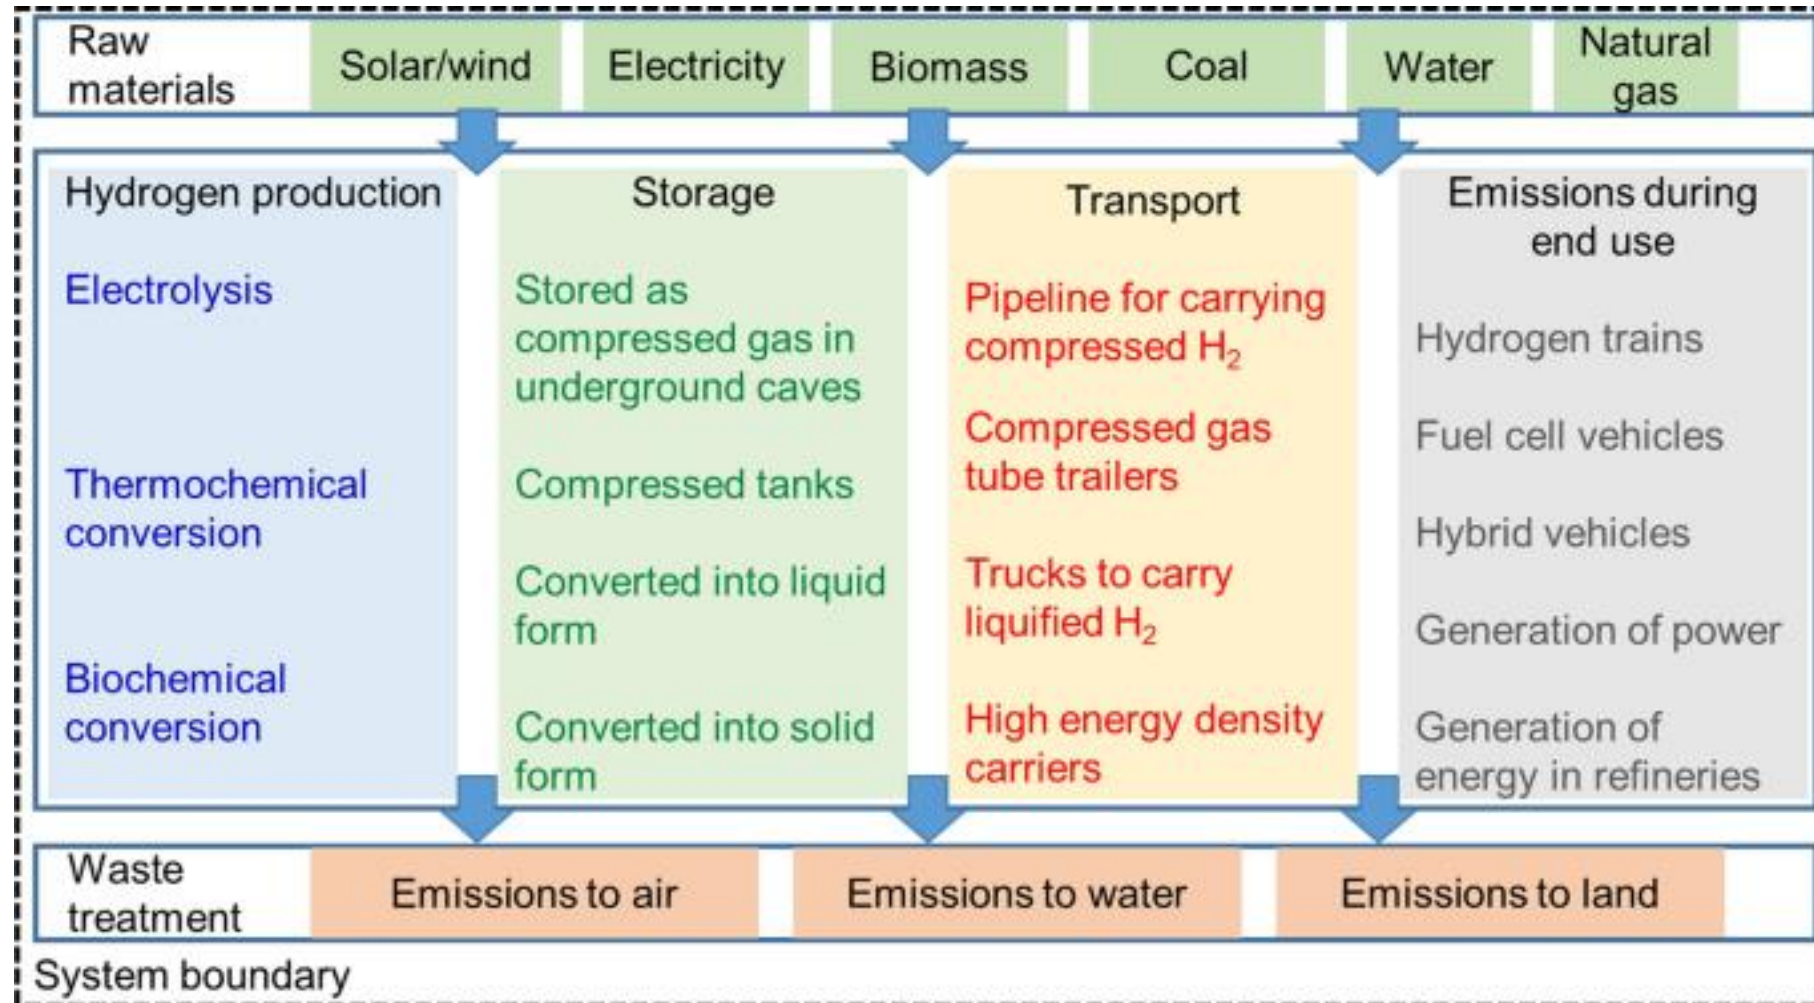 Raw
materials
Solar/wind
Electricity
Biomass
Coal
Water
Natural
gas
Hydrogen production
Electrolysis
Thermochemical
conversion
Biochemical
conversion
Storage
Stored as
compressed gas in
underground caves
Compressed tanks
Converted into liquid
form
Converted into solid
form
Transport
Pipeline for carrying
compressed H₂
Compressed gas
tube trailers
Trucks to carry
liquified H₂
High energy density
carriers
Emissions during
end use
Hydrogen trains
Fuel cell vehicles
Hybrid vehicles
Generation of power
Generation of
energy in refineries
Waste
treatment
Emissions to air
Emissions to water
Emissions to land
System boundary